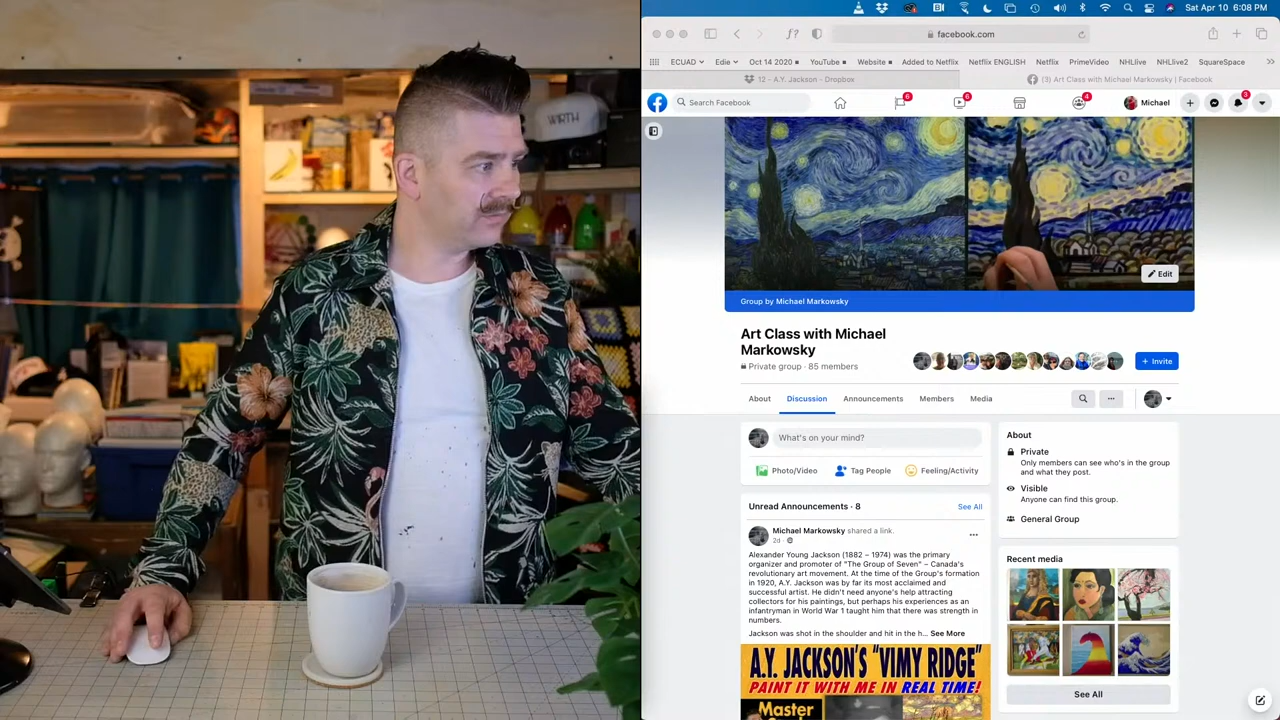 WIRTH
Sat Apr 10 6:08 PM
facebook.com
ECUAD
Edie
Oct 14 2020
YouTube
Website
Added to Netflix
Netflix ENGLISH
Netflix
PrimeVideo
NHLlive
NHLlive2
SquareSpace
12 - A.Y. Jackson - Dropbox
(3) Art Class with Michael Markowsky | Facebook
Search Facebook
6
6
4
Michael
3
Edit
Group by Michael Markowsky
Art Class with Michael
Markowsky
Private group · 85 members
+ Invite
About
Discussion
Announcements
Members
Media
What's on your mind?
Photo/Video
Tag People
Feeling/Activity
Unread Announcements · 8
See All
Michael Markowsky shared a link.
2d ·
Alexander Young Jackson (1882 – 1974) was the primary
organizer and promoter of "The Group of Seven" – Canada's
revolutionary art movement. At the time of the Group's formation
in 1920, A.Y. Jackson was by far its most acclaimed and
successful artist. He didn't need anyone's help attracting
collectors for his paintings, but perhaps his experiences as an
infantryman in World War 1 taught him that there was strength in
numbers.
Jackson was shot in the shoulder and hit in the h... See More
A.Y. JACKSON'S "VIMY RIDGE"
PAINT IT WITH ME IN REAL TIME!
Master
About
Private
Only members can see who's in the group
and what they post.
Visible
Anyone can find this group.
General Group
Recent media
See All